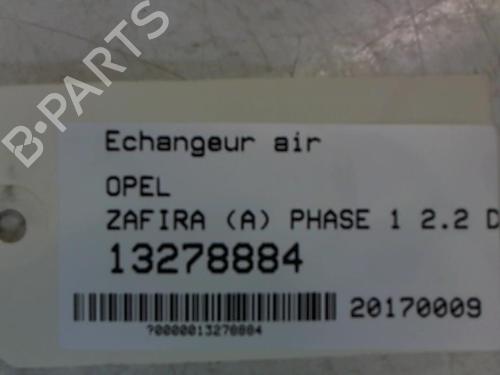 B-PARTS
Echangeur air
OPEL
ZAFIRA (A) PHASE 1 2.2 D
13278884
20170009
?0000013278884